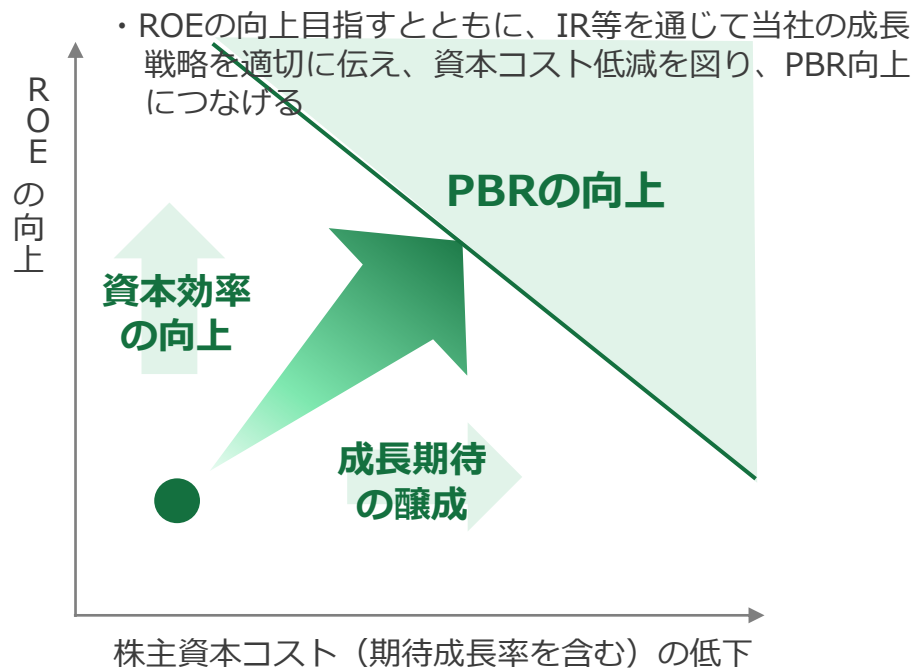 ・ROEの向上目指すとともに、IR等を通じて当社の成長
戦略を適切に伝え、資本コスト低減を図り、PBR向上
につなげる
ROEの向上
PBRの向上
資本効率
の向上
成長期待
の醸成
株主資本コスト（期待成長率を含む）の低下